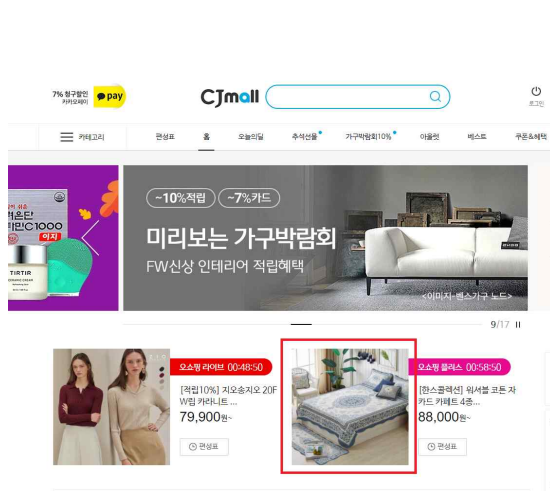 7% 청구할인
카카오페이
pay
CJmall
로그인
카테고리
편성표
홈
오늘의딜
추석선물
가구박람회10%
아울렛
베스트
쿠폰&혜택
C1000
이지
TIRTIR
~10%적립
~7%카드
미리보는 가구박람회
FW신상 인테리어 적립혜택
<이미지-벤스가구 노드>
9/17
오쇼핑 라이브 00:48:50
[적립10%] 지오송지오 20F
W림 카라니트 ...
79,900원~
편성표
오쇼핑 플러스 00:58:50
[한스콜렉션] 워셔블 코튼 자
카드 카페트 4종...
88,000원~
편성표